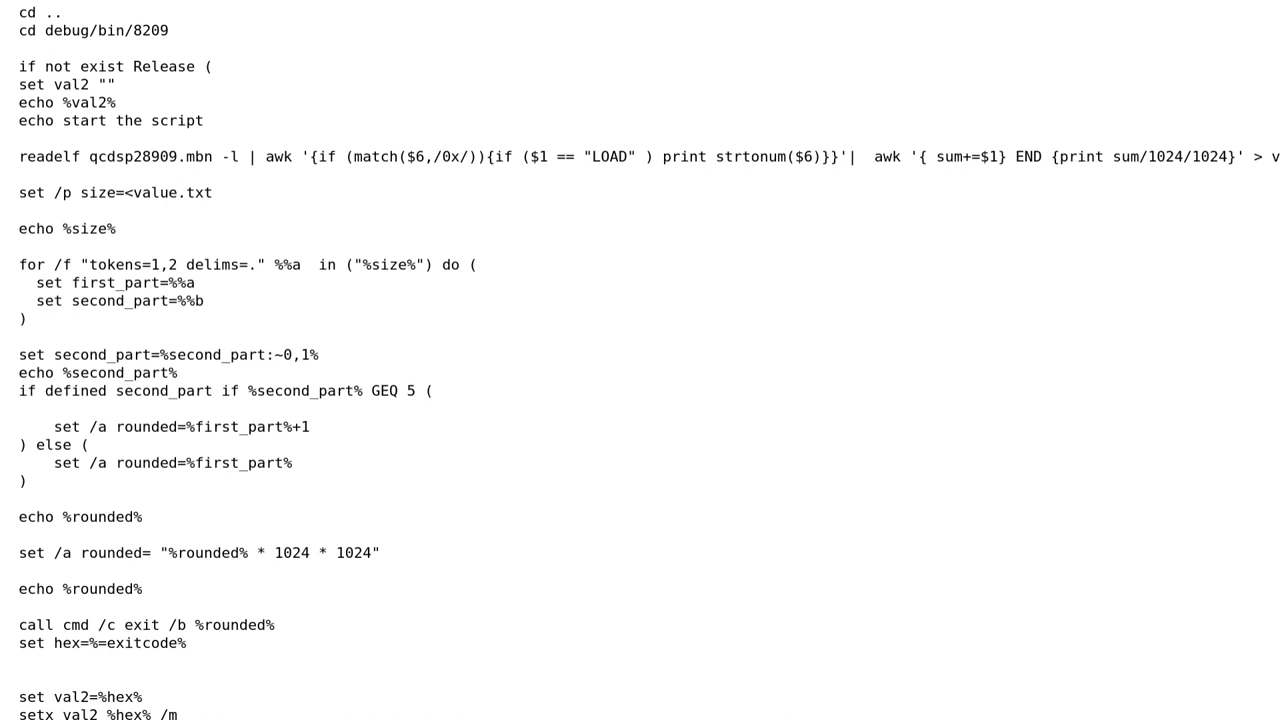 cd ..
cd debug/bin/8209
if not exist Release (
set val2 ""
echo %val2%
echo start the script
readelf qcdsp28909.mbn -l | awk '{if (match($6,/0x/)){if ($1 == "LOAD" ) print strtonum($6)}}'|  awk '{ sum+=$1} END {print sum/1024/1024}' > v
set /p size=<value.txt
echo %size%
for /f "tokens=1,2 delims=." %%a  in ("%size%") do (
  set first_part=%%a
  set second_part=%%b
)
set second_part=%second_part:~0,1%
echo %second_part%
if defined second_part if %second_part% GEQ 5 (
    set /a rounded=%first_part%+1
) else (
    set /a rounded=%first_part%
)
echo %rounded%
set /a rounded= "%rounded% * 1024 * 1024"
echo %rounded%
call cmd /c exit /b %rounded%
set hex=%=exitcode%
set val2=%hex%
setx val2 %hex% /m